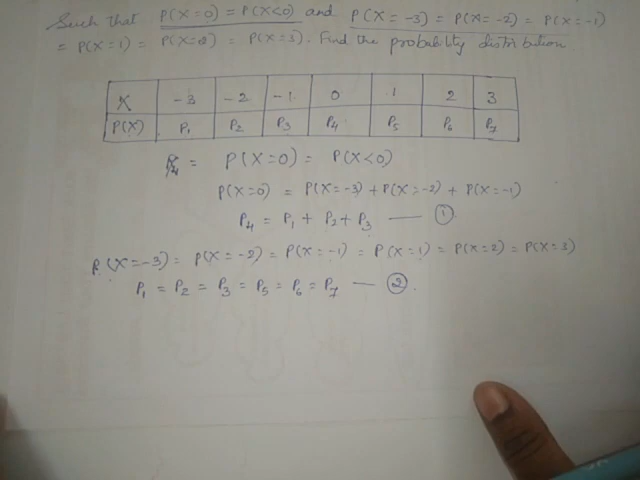 Such that P(X=0) = P(X<0) and P(X=-3) = P(X=-2) = P(X=-1)
= P(X=1) = P(X=2) = P(X=3). Find the probability distribution
X -3 -2 -1 0 1 2 3
P(X) P₁ P₂ P₃ P₄ P₅ P₆ P₇
= P(X=0) = P(X<0)
P(X=0) = P(X=-3) + P(X=-2) + P(X=-1)
P₄ = P₁ + P₂ + P₃ — ①
P(X=-3) = P(X=-2) = P(X=-1) = P(X=1) = P(X=2) = P(X=3)
P₁ = P₂ = P₃ = P₅ = P₆ = P₇ — ②.